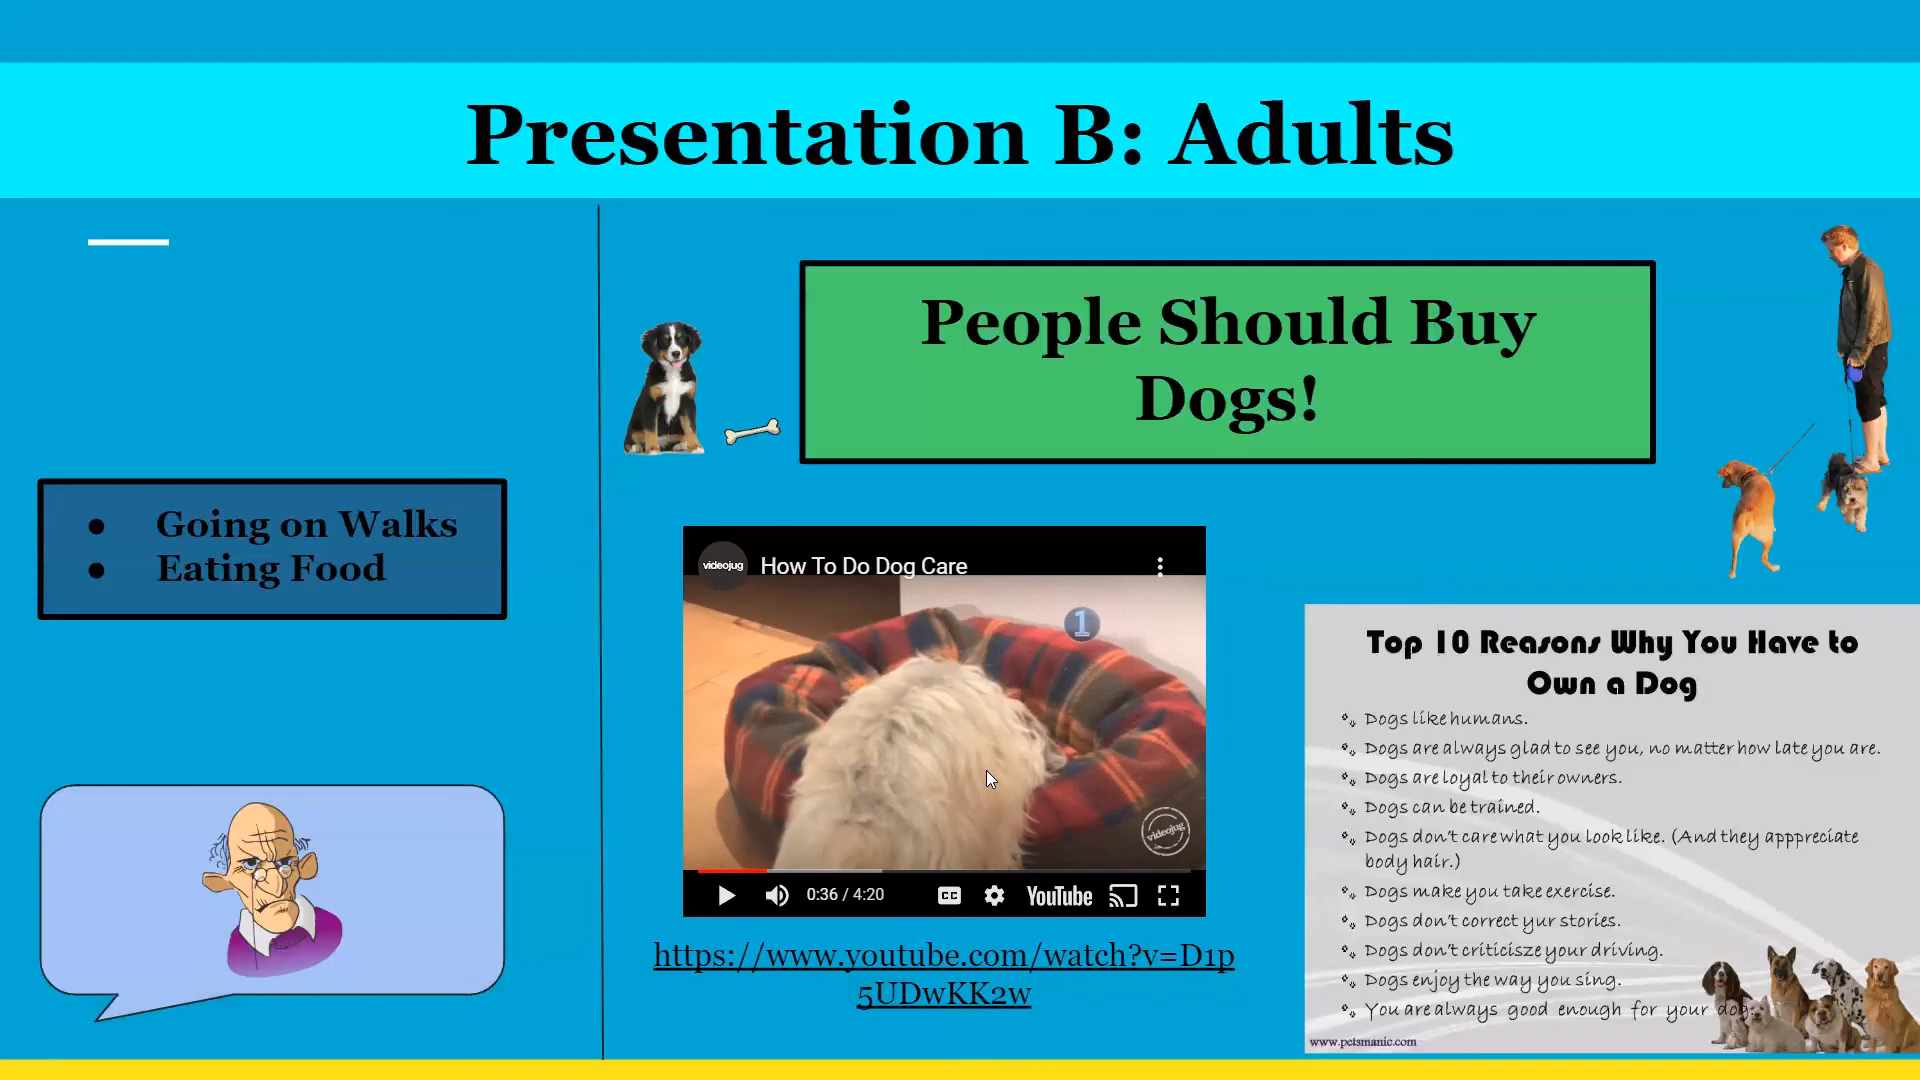 Presentation B: Adults
People Should Buy
Dogs!
● Going on Walks
● Eating Food
videojug
How To Do Dog Care
1
videojug
0:36 / 4:20
CC
YouTube
https://www.youtube.com/watch?v=D1p
5UDwKK2w
Top 10 Reasons Why You Have to
Own a Dog
Dogs like humans.
Dogs are always glad to see you, no matter how late you are.
Dogs are loyal to their owners.
Dogs can be trained.
Dogs don't care what you look like. (And they apppreciate
body hair.)
Dogs make you take exercise.
Dogs don't correct yur stories.
Dogs don't criticisze your driving.
Dogs enjoy the way you sing.
You are always good enough for your dog
www.petsmanic.com